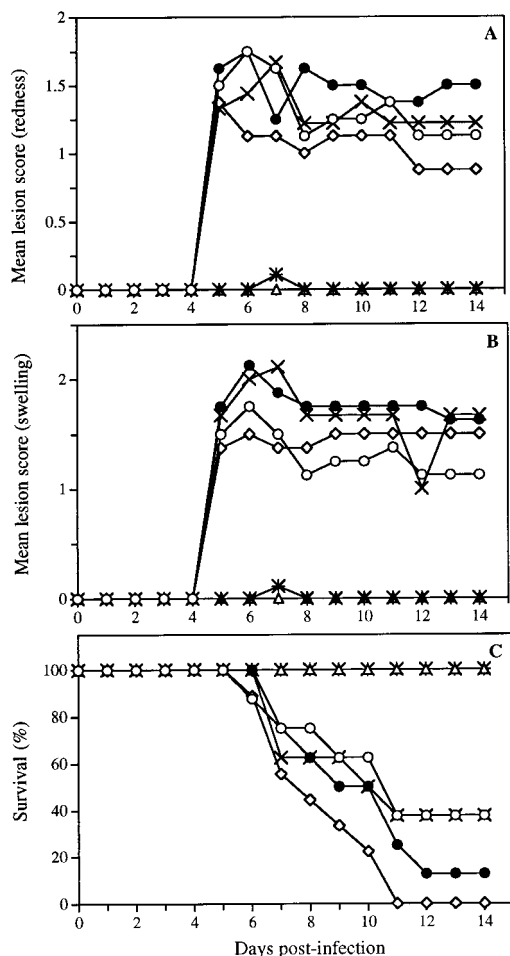 A
Mean lesion score (redness)
2
1.5
1
0.5
0
0 2 4 6 8 10 12 14
B
Mean lesion score (swelling)
2
1
0
0 2 4 6 8 10 12 14
C
Survival (%)
100
80
60
40
20
0
0 2 4 6 8 10 12 14
Days post-infection